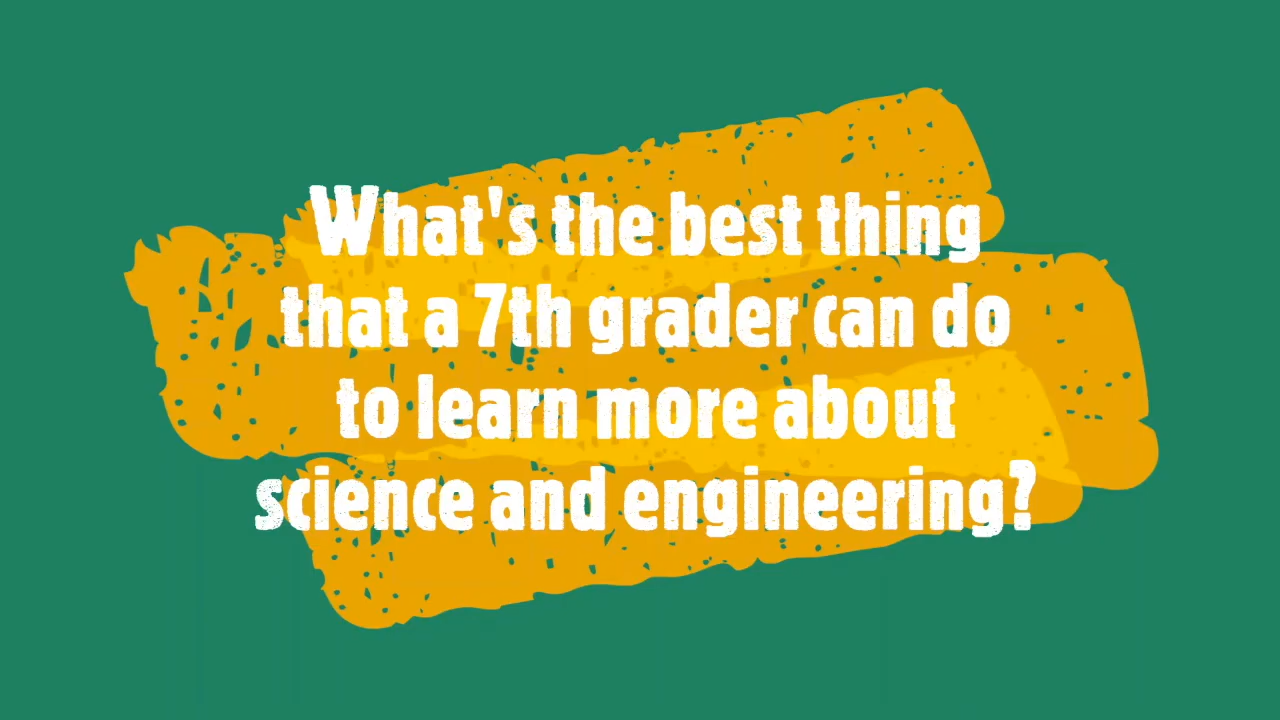 What's the best thing
that a 7th grader can do
to learn more about
science and engineering?